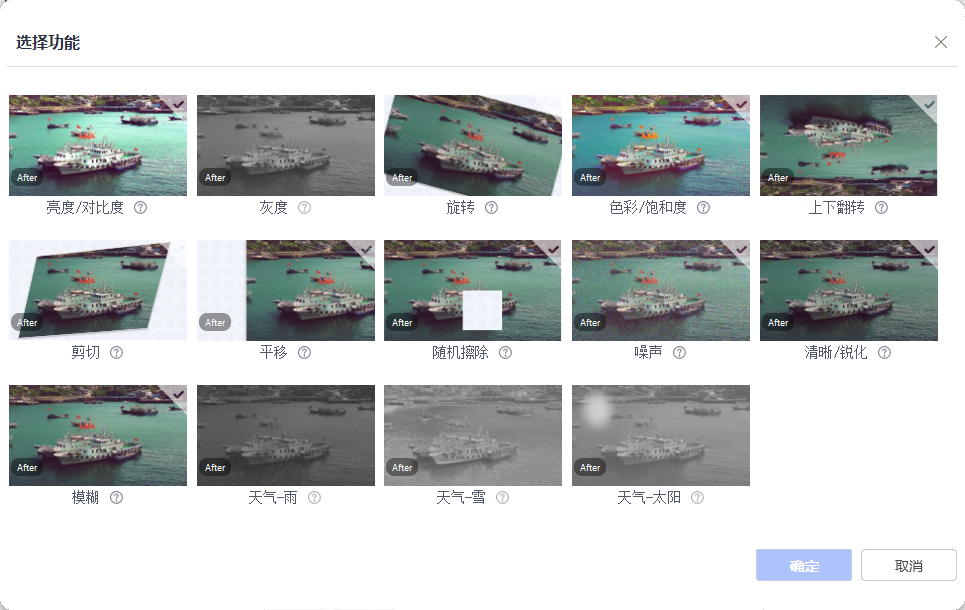 选择功能
After After After After After
亮度/对比度 灰度 旋转 色彩/饱和度 上下翻转
After After After After After
剪切 平移 随机擦除 噪声 清晰/锐化
After After After After
模糊 天气-雨 天气-雪 天气-太阳
确定 取消